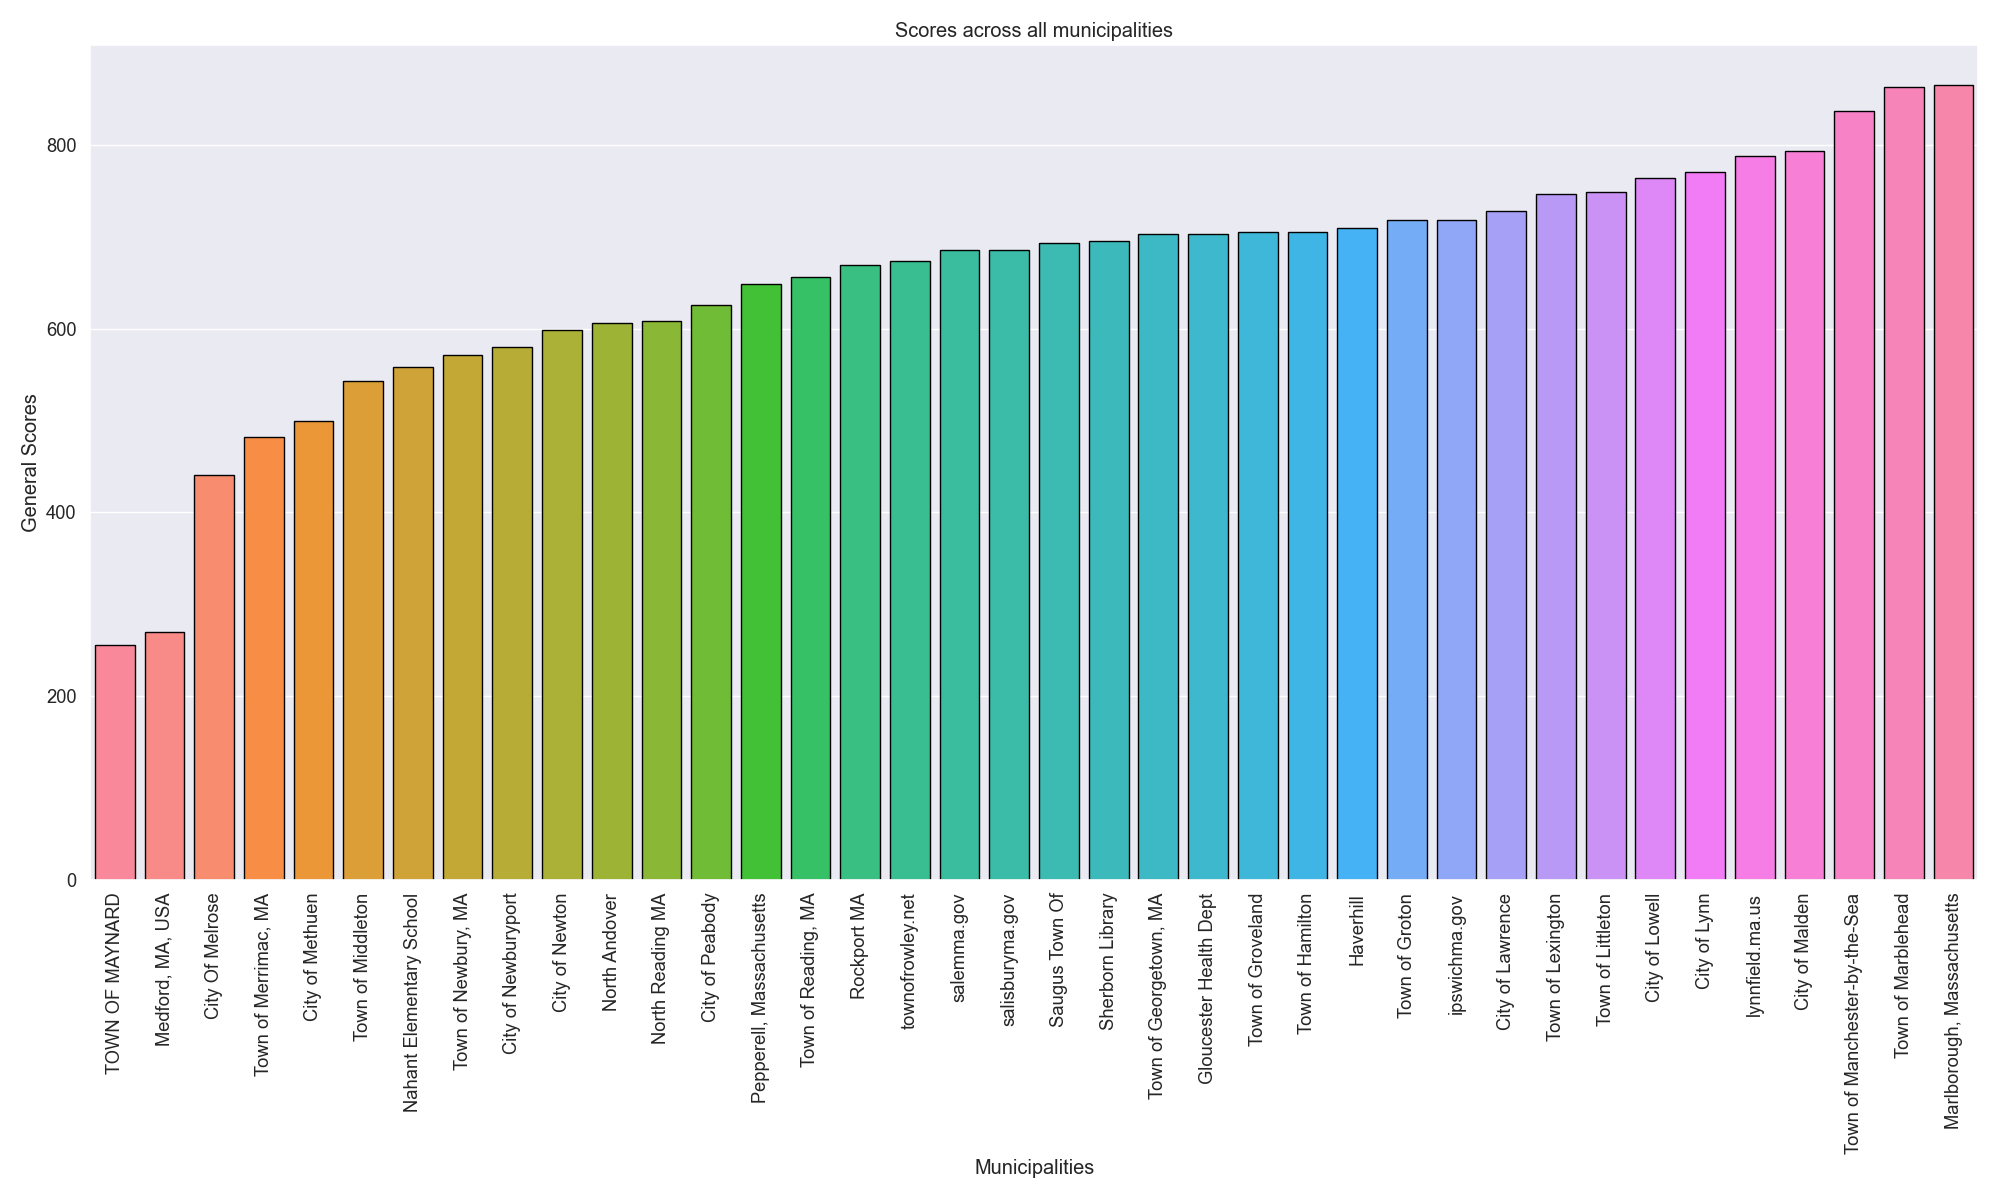 Scores across all municipalities
General Scores
800
600
400
200
0
TOWN OF MAYNARD
Medford, MA, USA
City Of Melrose
Town of Merrimac, MA
City of Methuen
Town of Middleton
Nahant Elementary School
Town of Newbury, MA
City of Newburyport
City of Newton
North Andover
North Reading MA
City of Peabody
Pepperell, Massachusetts
Town of Reading, MA
Rockport MA
townofrowley.net
salemma.gov
salisburyma.gov
Saugus Town Of
Sherborn Library
Town of Georgetown, MA
Gloucester Health Dept
Town of Groveland
Town of Hamilton
Haverhill
Town of Groton
ipswichma.gov
City of Lawrence
Town of Lexington
Town of Littleton
City of Lowell
City of Lynn
lynnfield.ma.us
City of Malden
Town of Manchester-by-the-Sea
Town of Marblehead
Marlborough, Massachusetts
Municipalities